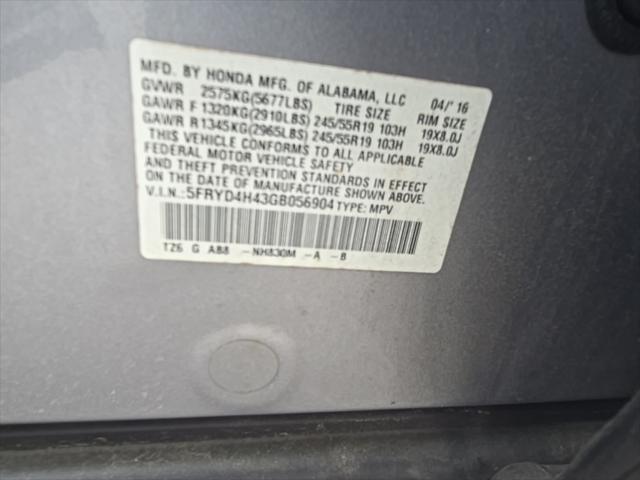 MFD. BY HONDA MFG. OF ALABAMA, LLC 04/'16
GVWR 2575KG(5677LBS) TIRE SIZE RIM SIZE
GAWR F 1320KG(2910LBS) 245/55R19 103H 19X8.0J
GAWR R 1345KG(2965LBS) 245/55R19 103H 19X8.0J
THIS VEHICLE CONFORMS TO ALL APPLICABLE
FEDERAL MOTOR VEHICLE SAFETY
AND THEFT PREVENTION STANDARDS IN EFFECT
ON THE DATE OF MANUFACTURE SHOWN ABOVE.
V.I.N.: 5FRYD4H43GB056904 TYPE: MPV
TZ6 G AB8 -NH830M -A -B